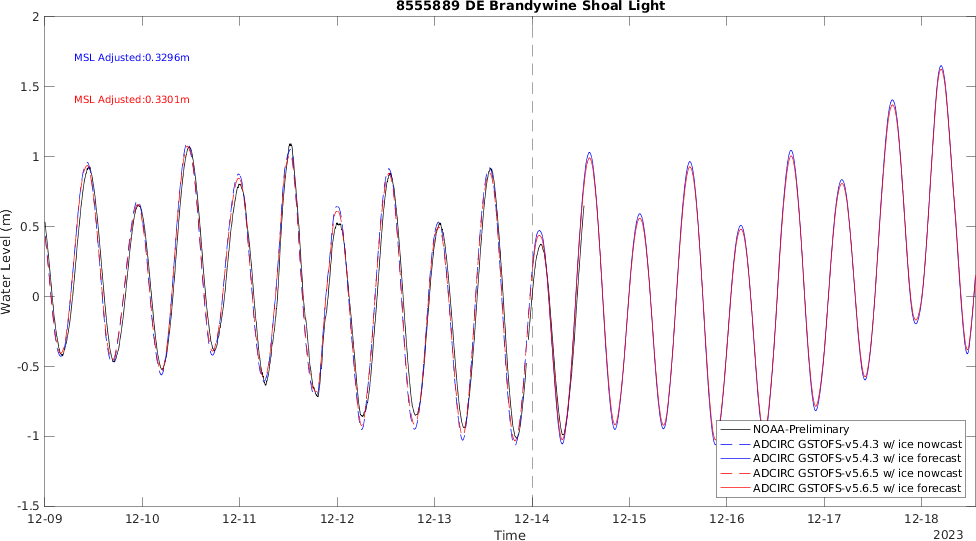 8555889 DE Brandywine Shoal Light
MSL Adjusted:0.3296m
MSL Adjusted:0.3301m
Water Level (m)
2
1.5
1
0.5
0
-0.5
-1
-1.5
NOAA-Preliminary
ADCIRC GSTOFS-v5.4.3 w/ ice nowcast
ADCIRC GSTOFS-v5.4.3 w/ ice forecast
ADCIRC GSTOFS-v5.6.5 w/ ice nowcast
ADCIRC GSTOFS-v5.6.5 w/ ice forecast
12-09 12-10 12-11 12-12 12-13 12-14 12-15 12-16 12-17 12-18
Time
2023